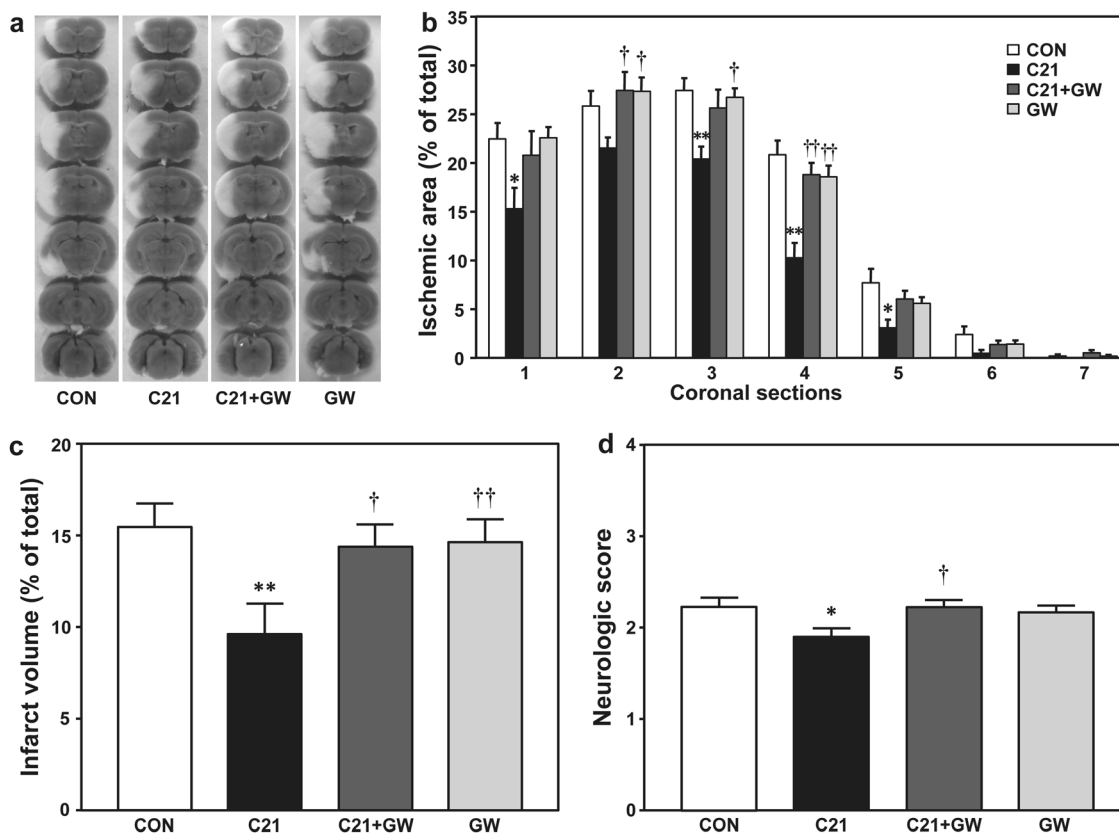 a
CON C21 C21+GW GW
b
Ischemic area (% of total)
35
30
25
20
15
10
5
0
* † † ** † ** †† †† *
CON
C21
C21+GW
GW
1 2 3 4 5 6 7
Coronal sections
c
Infarct volume (% of total)
20
15
10
5
0
** † ††
CON C21 C21+GW GW
d
Neurologic score
4
3
2
1
0
* †
CON C21 C21+GW GW